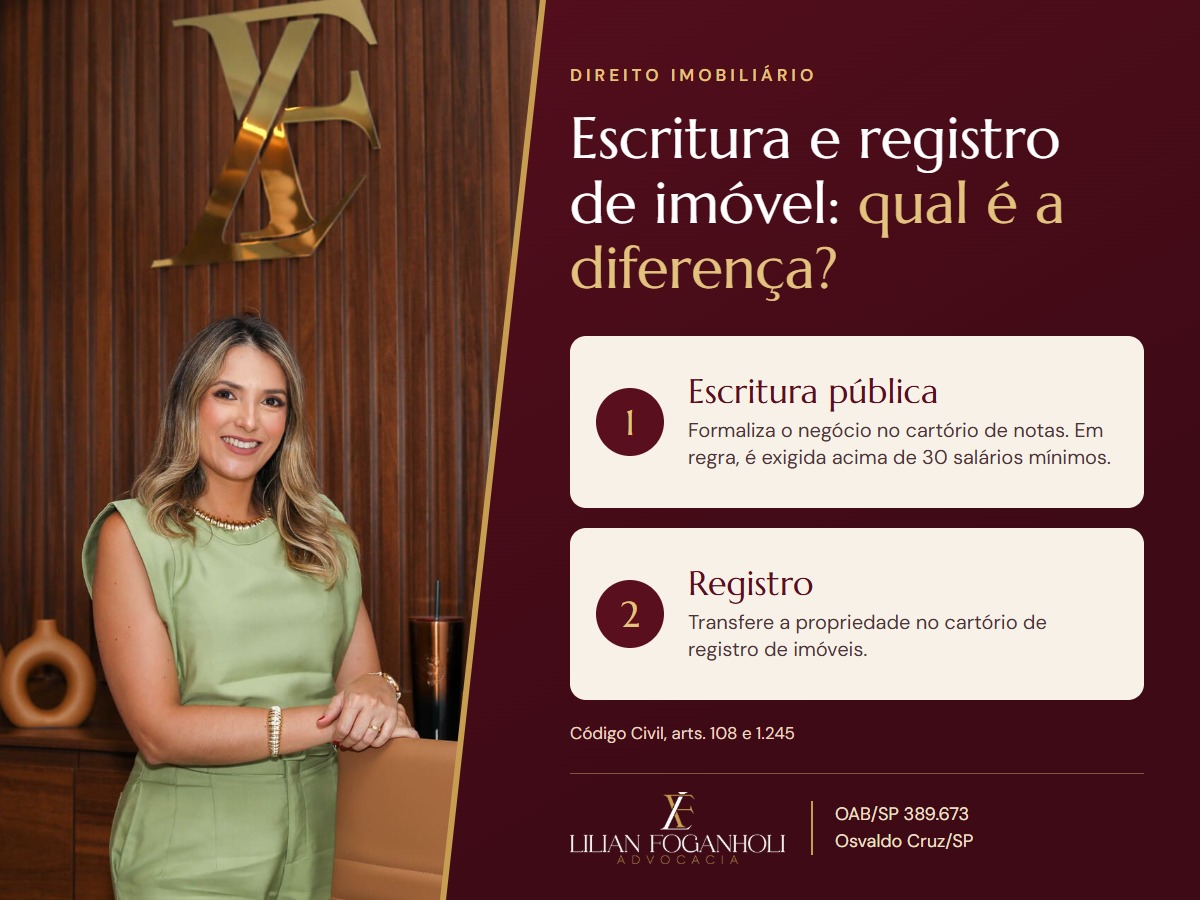 DIREITO IMOBILIÁRIO
Escritura e registro
de imóvel: qual é a
diferença?
1
Escritura pública
Formaliza o negócio no cartório de notas. Em
regra, é exigida acima de 30 salários mínimos.
2
Registro
Transfere a propriedade no cartório de
registro de imóveis.
Código Civil, arts. 108 e 1.245
LILIAN FOGANHOLI
ADVOCACIA
OAB/SP 389.673
Osvaldo Cruz/SP